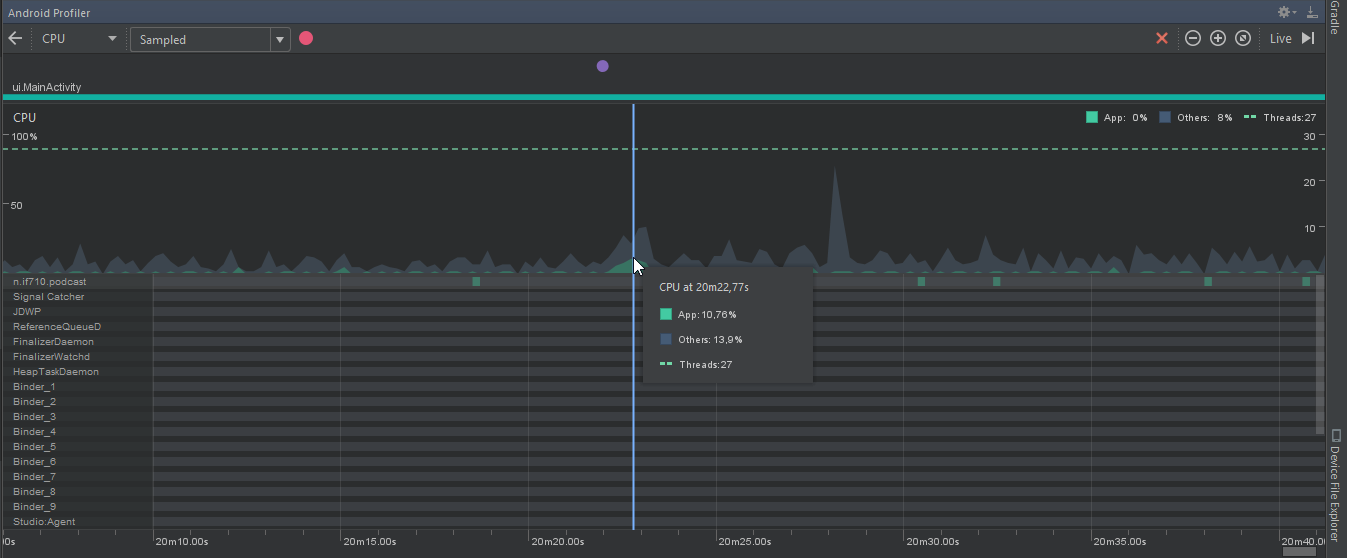 Android Profiler
CPU
Sampled
Live
ui.MainActivity
CPU
App: 0%
Others: 8%
Threads:27
100%
50
30
20
10
n.if710.podcast
Signal Catcher
JDWP
ReferenceQueueD
FinalizerDaemon
FinalizerWatchd
HeapTaskDaemon
Binder_1
Binder_2
Binder_3
Binder_4
Binder_5
Binder_6
Binder_7
Binder_8
Binder_9
Studio:Agent
CPU at 20m22,77s
App: 10,76%
Others: 13,9%
Threads:27
00s
20m10.00s
20m15.00s
20m20.00s
20m25.00s
20m30.00s
20m35.00s
20m40.0
Gradle
Device File Explorer